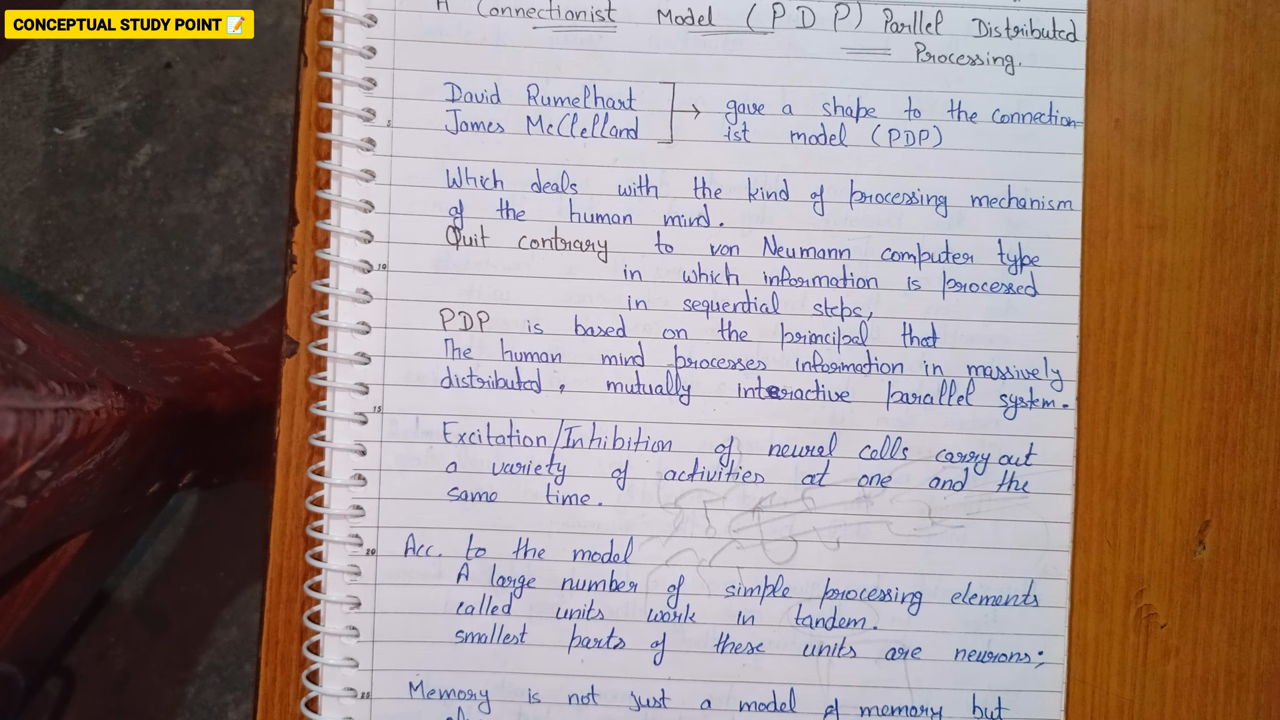 CONCEPTUAL STUDY POINT 📝
A Connectionist Model (PDP) Parllel Distributed
Processing.
David Rumelhart
James McClelland
→ gave a shape to the connection-
ist model (PDP)
Which deals with the kind of processing mechanism
of the human mind.
Quit contrary to von Neumann computer type
in which information is processed
in sequential steps,
PDP is based on the principal that
The human mind processes information in massively
distributed, mutually interactive parallel system.
Excitation/Inhibition of neural cells carry out
a variety of activities at one and the
same time.
Acc. to the model
A large number of simple processing elements
called units work in tandem.
smallest parts of these units are neurons;
Memory is not just a model of memory but